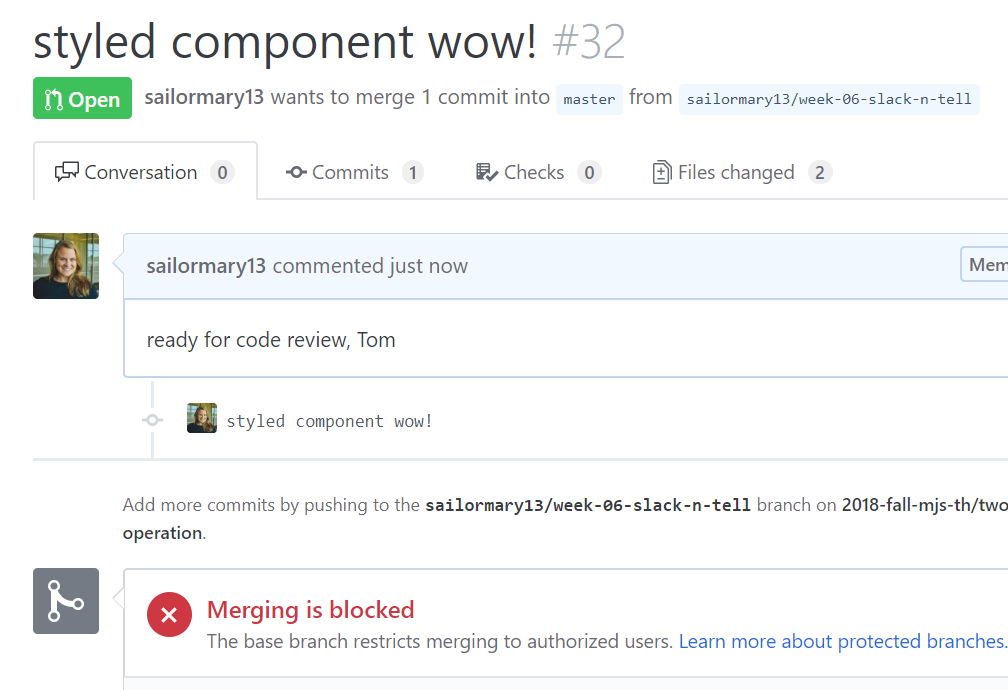 styled component wow! #32
Open sailormary13 wants to merge 1 commit into master from sailormary13/week-06-slack-n-tell
Conversation 0 Commits 1 Checks 0 Files changed 2
sailormary13 commented just now
ready for code review, Tom
styled component wow!
Add more commits by pushing to the sailormary13/week-06-slack-n-tell branch on 2018-fall-mjs-th/two
operation.
Merging is blocked
The base branch restricts merging to authorized users. Learn more about protected branches.